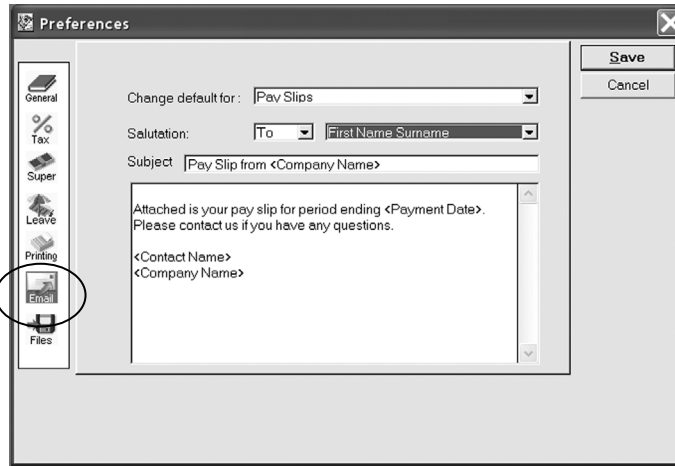 Preferences
Save
Cancel
General
Tax
Super
Leave
Printing
Email
Files
Change default for: Pay Slips
Salutation: To First Name Surname
Subject Pay Slip from <Company Name>
Attached is your pay slip for period ending <Payment Date>.
Please contact us if you have any questions.
<Contact Name>
<Company Name>